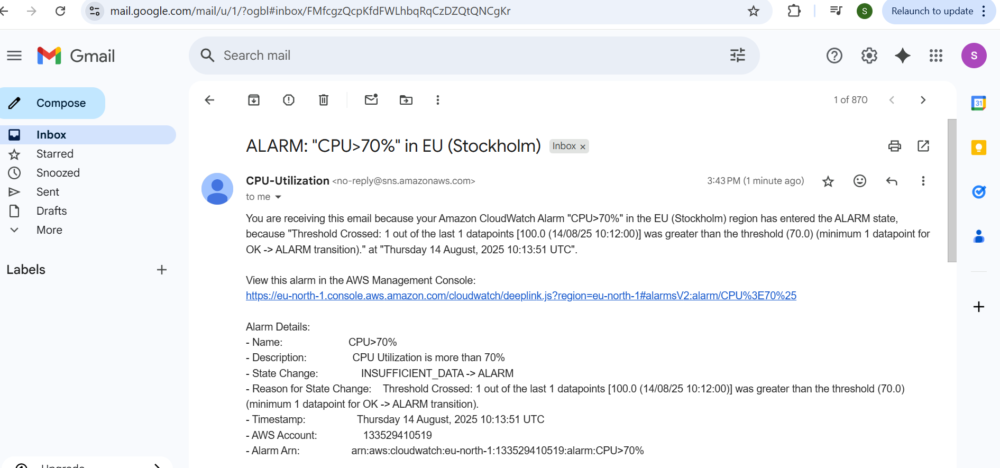 mail.google.com/mail/u/1/?ogbl#inbox/FMfcgzQcpKfdFWLhbqRqCzDZQtQNCgKr
S
Relaunch to update
Gmail
Search mail
S
Compose
1 of 870
31
Inbox
Starred
Snoozed
Sent
Drafts
More
Labels
ALARM: "CPU>70%" in EU (Stockholm)
Inbox ×
CPU-Utilization <no-reply@sns.amazonaws.com>
3:43 PM (1 minute ago)
to me
You are receiving this email because your Amazon CloudWatch Alarm "CPU>70%" in the EU (Stockholm) region has entered the ALARM state,
because "Threshold Crossed: 1 out of the last 1 datapoints [100.0 (14/08/25 10:12:00)] was greater than the threshold (70.0) (minimum 1 datapoint for
OK -> ALARM transition)." at "Thursday 14 August, 2025 10:13:51 UTC".
View this alarm in the AWS Management Console:
https://eu-north-1.console.aws.amazon.com/cloudwatch/deeplink.js?region=eu-north-1#alarmsV2:alarm/CPU%3E70%25
Alarm Details:
- Name: CPU>70%
- Description: CPU Utilization is more than 70%
- State Change: INSUFFICIENT_DATA -> ALARM
- Reason for State Change: Threshold Crossed: 1 out of the last 1 datapoints [100.0 (14/08/25 10:12:00)] was greater than the threshold (70.0)
(minimum 1 datapoint for OK -> ALARM transition).
- Timestamp: Thursday 14 August, 2025 10:13:51 UTC
- AWS Account: 133529410519
- Alarm Arn: arn:aws:cloudwatch:eu-north-1:133529410519:alarm:CPU>70%
Upgrade